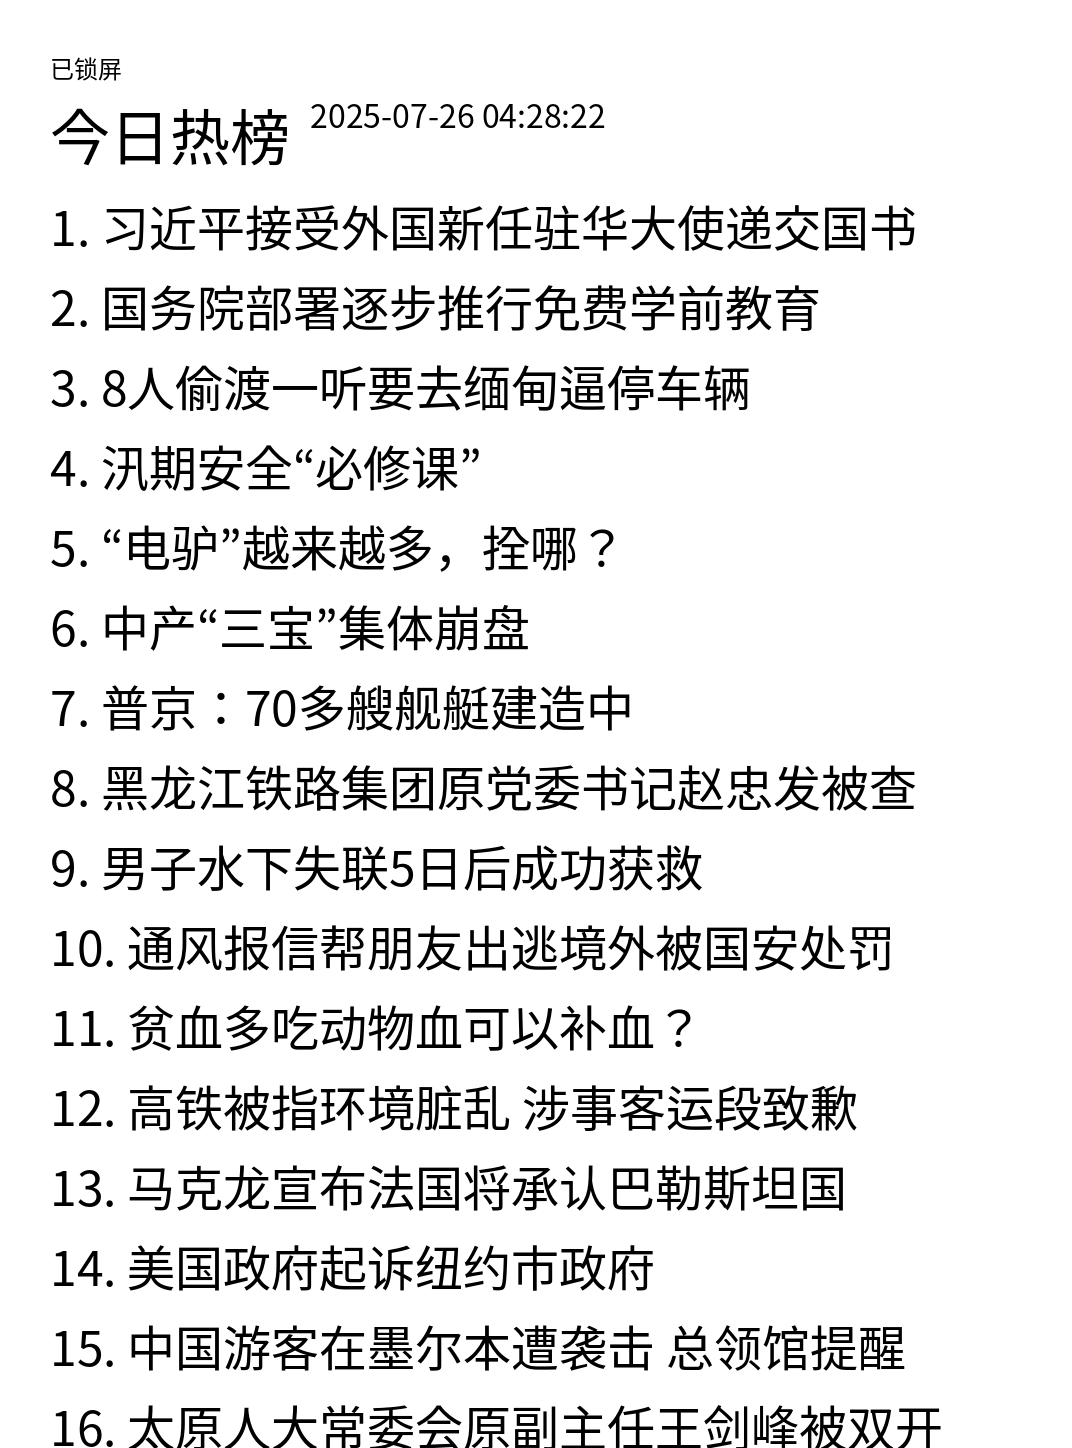 已锁屏
今日热榜 2025-07-26 04:28:22
1. 习近平接受外国新任驻华大使递交国书
2. 国务院部署逐步推行免费学前教育
3. 8人偷渡一听要去缅甸逼停车辆
4. 汛期安全“必修课”
5. “电驴”越来越多，拴哪？
6. 中产“三宝”集体崩盘
7. 普京：70多艘舰艇建造中
8. 黑龙江铁路集团原党委书记赵忠发被查
9. 男子水下失联5日后成功获救
10. 通风报信帮朋友出逃境外被国安处罚
11. 贫血多吃动物血可以补血？
12. 高铁被指环境脏乱 涉事客运段致歉
13. 马克龙宣布法国将承认巴勒斯坦国
14. 美国政府起诉纽约市政府
15. 中国游客在墨尔本遭袭击 总领馆提醒
16. 太原人大常委会原副主任王剑峰被双开